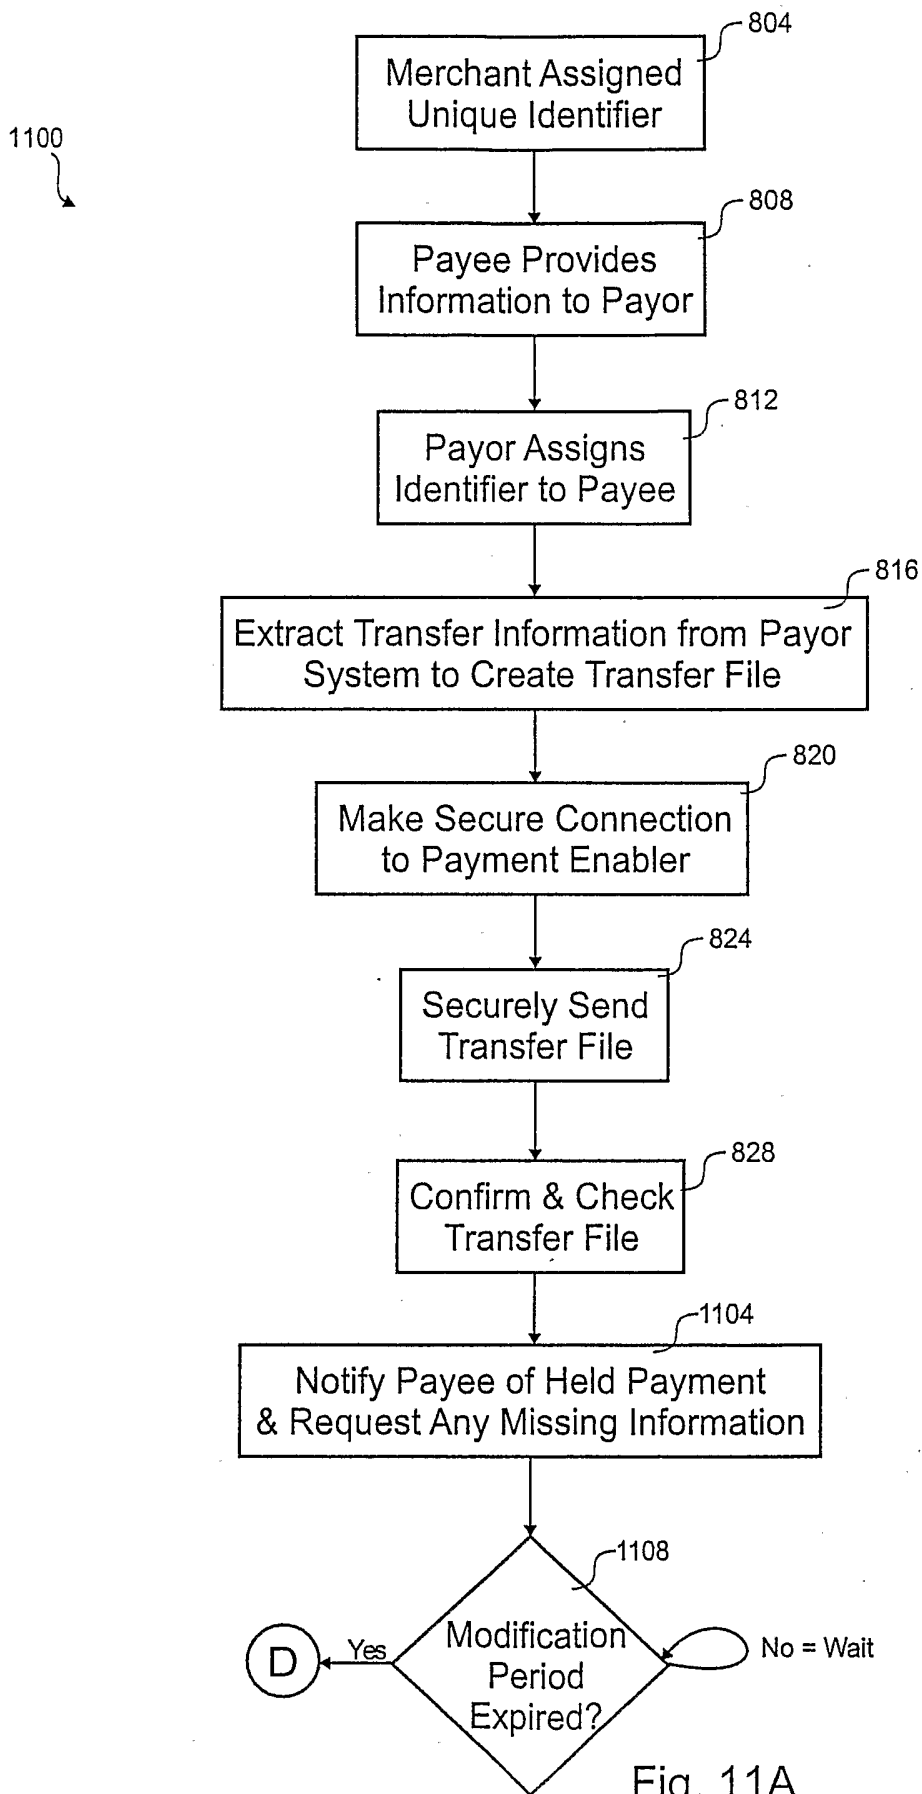 804
Merchant Assigned
Unique Identifier
1100
808
Payee Provides
Information to Payor
812
Payor Assigns
Identifier to Payee
816
Extract Transfer Information from Payor
System to Create Transfer File
820
Make Secure Connection
to Payment Enabler
824
Securely Send
Transfer File
828
Confirm & Check
Transfer File
1104
Notify Payee of Held Payment
& Request Any Missing Information
1108
Modification
Period
Expired?
D
Yes
No = Wait
Fig. 11A